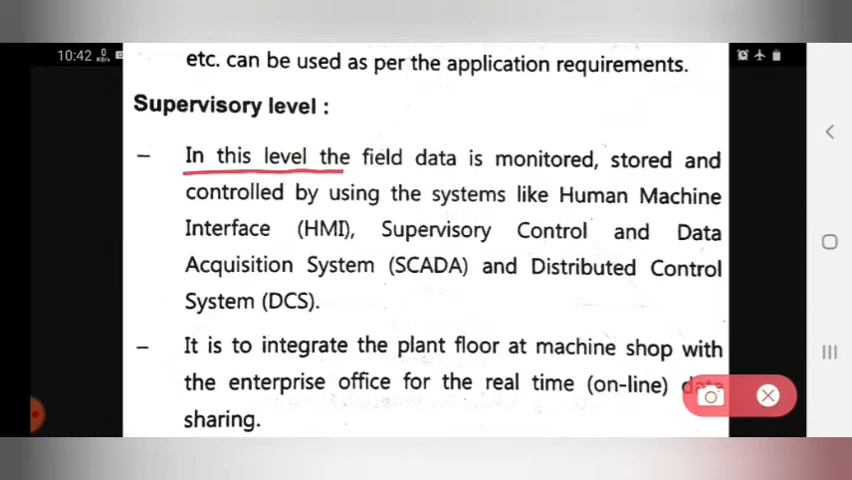 10:42 0 KB/s
etc. can be used as per the application requirements.
Supervisory level :
– In this level the field data is monitored, stored and
controlled by using the systems like Human Machine
Interface (HMI), Supervisory Control and Data
Acquisition System (SCADA) and Distributed Control
System (DCS).
– It is to integrate the plant floor at machine shop with
the enterprise office for the real time (on-line) data
sharing.